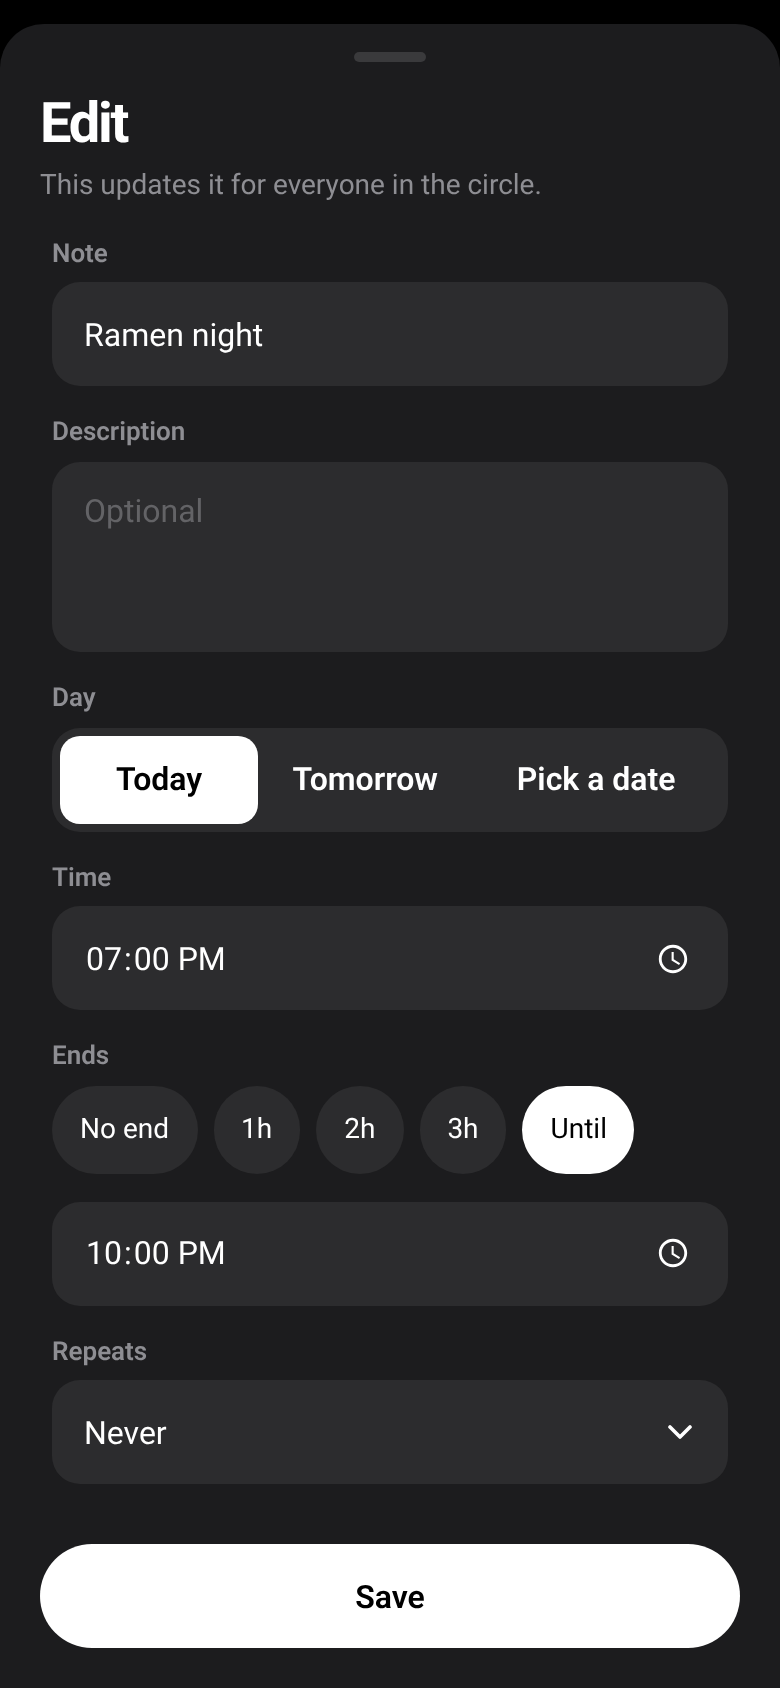 Edit
This updates it for everyone in the circle.
Note
Ramen night
Description
Optional
Day
Today Tomorrow Pick a date
Time
07:00 PM
Ends
No end 1h 2h 3h Until
10:00 PM
Repeats
Never
Save